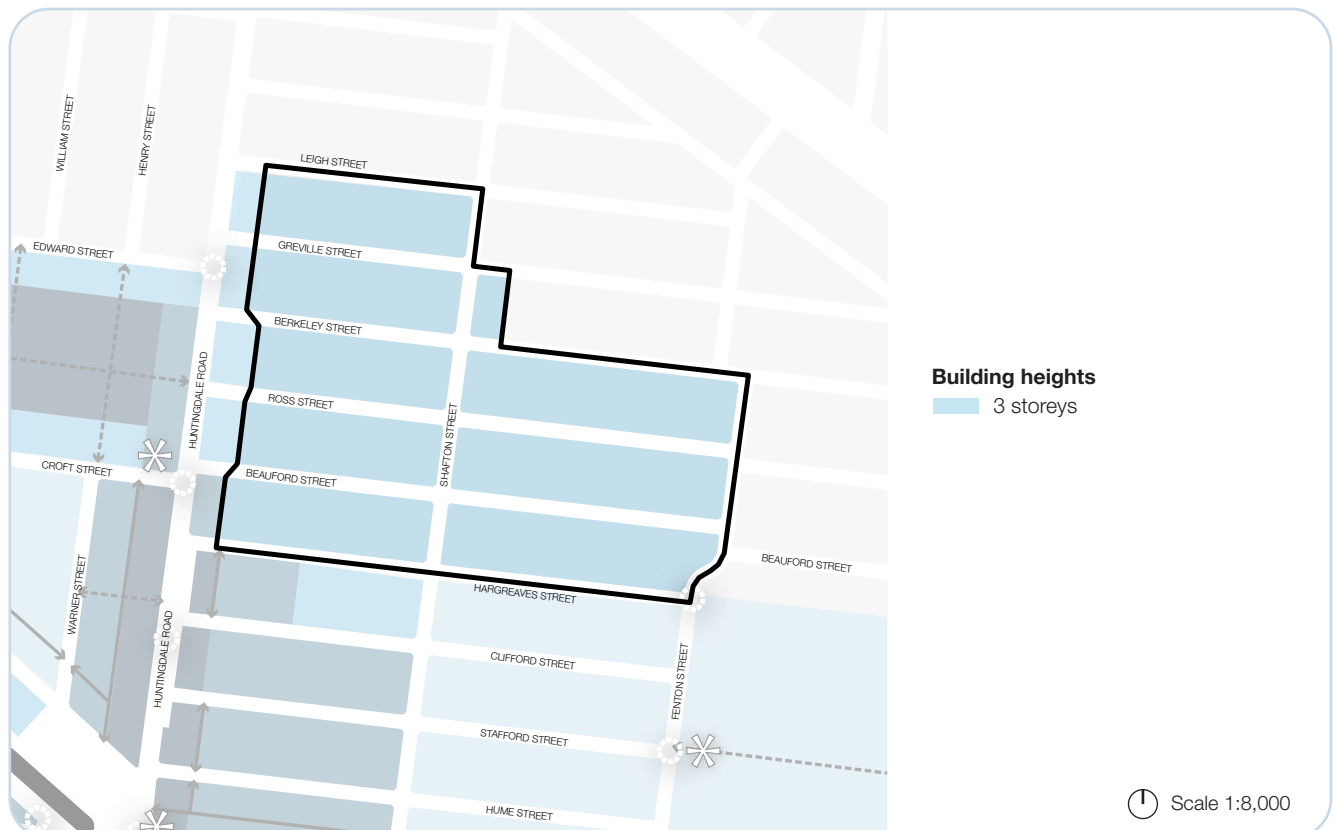 WILLIAM STREET
HENRY STREET
LEIGH STREET
EDWARD STREET
GREVILLE STREET
BERKELEY STREET
HUNTINGDALE ROAD
ROSS STREET
SHAFTON STREET
CROFT STREET
BEAUFORD STREET
BEAUFORD STREET
WARNER STREET
HARGREAVES STREET
HUNTINGDALE ROAD
CLIFFORD STREET
FENTON STREET
STAFFORD STREET
HUME STREET
Building heights
3 storeys
Scale 1:8,000